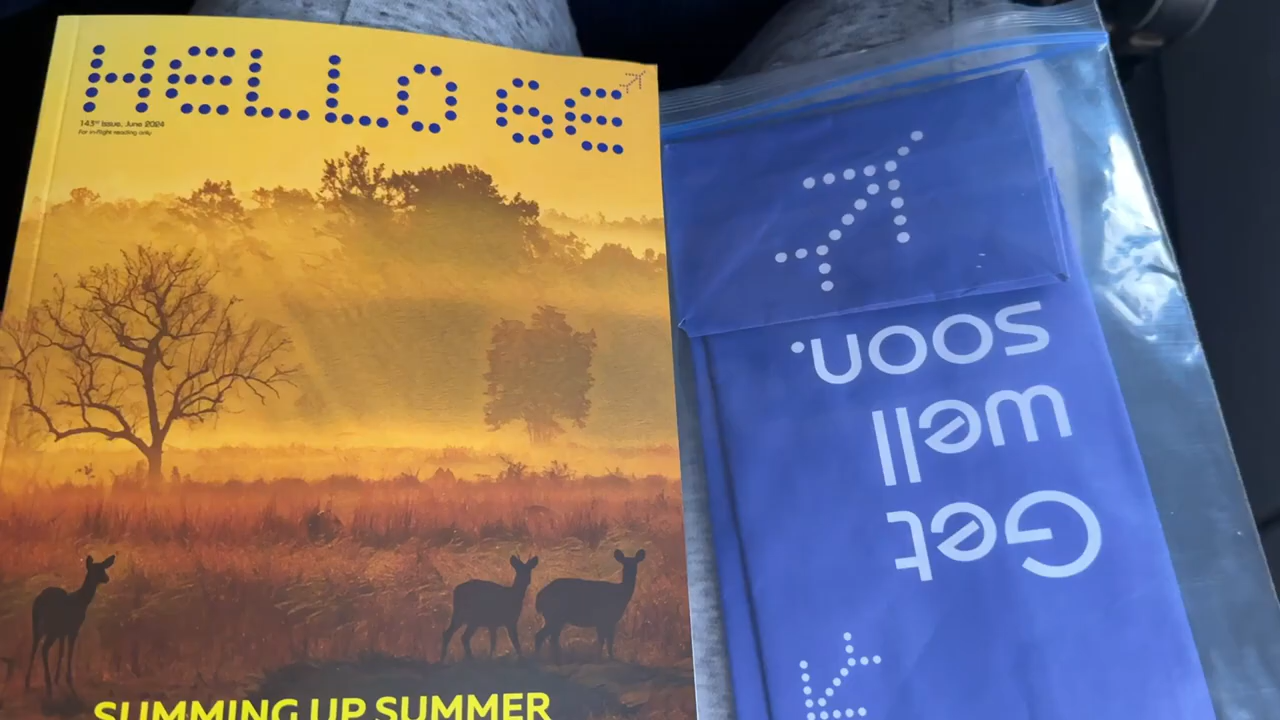 HELLO 6E
143rd Issue, June 2024
For in-flight reading only
SUMMING UP SUMMER
Get
well
soon.